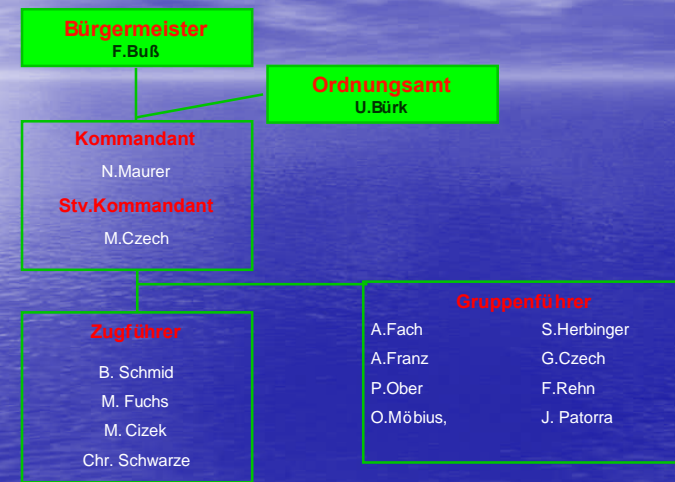 Bürgermeister
F.Buß
Ordnungsamt
U.Bürk
Kommandant
N.Maurer
Stv.Kommandant
M.Czech
Zugführer
B. Schmid
M. Fuchs
M. Cizek
Chr. Schwarze
Gruppenführer
A.Fach S.Herbinger
A.Franz G.Czech
P.Ober F.Rehn
O.Möbius, J. Patorra